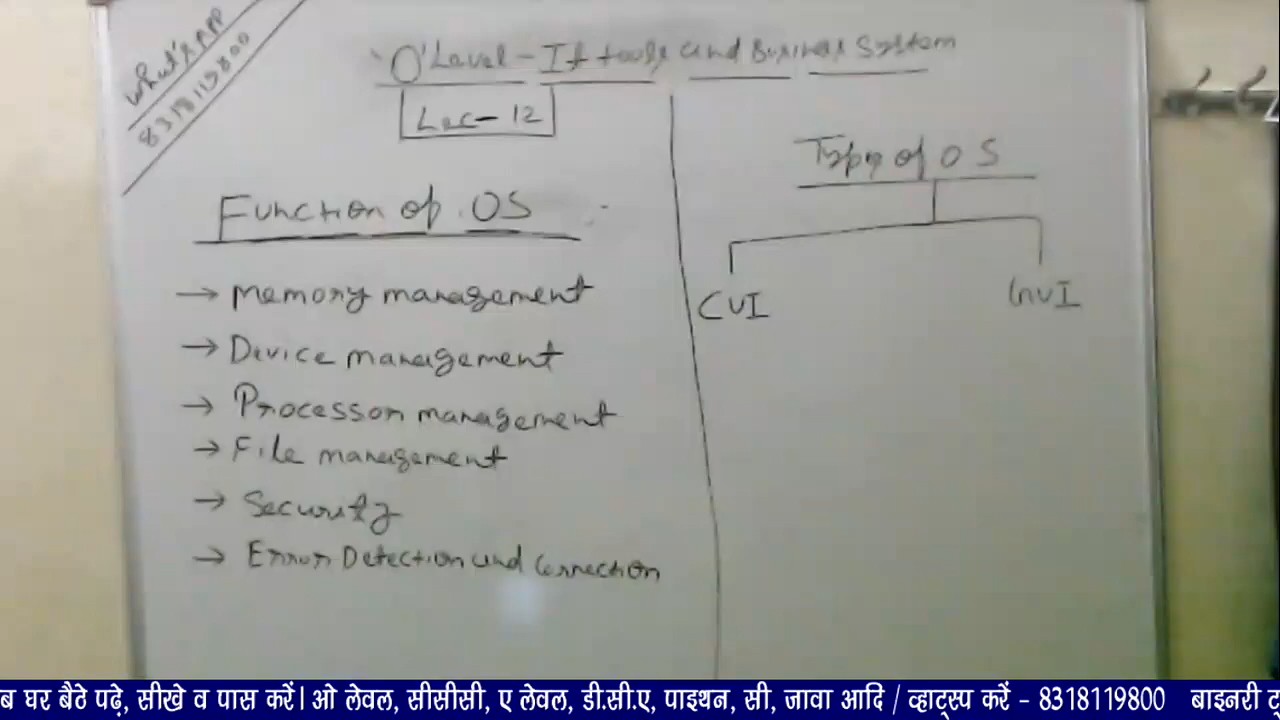 What's APP
8318119800
O'Level - It tools and Business System
Lec - 12
Function of OS
→ Memory management
→ Device management
→ Processor management
→ File management
→ Security
→ Error Detection and Correction
Type of OS
CUI
GUI
ब घर बैठे पढ़े, सीखे व पास करें। ओ लेवल, सीसीसी, ए लेवल, डी.सी.ए, पाइथन, सी, जावा आदि / व्हाट्स्प करें - 8318119800 बाइनरी टू